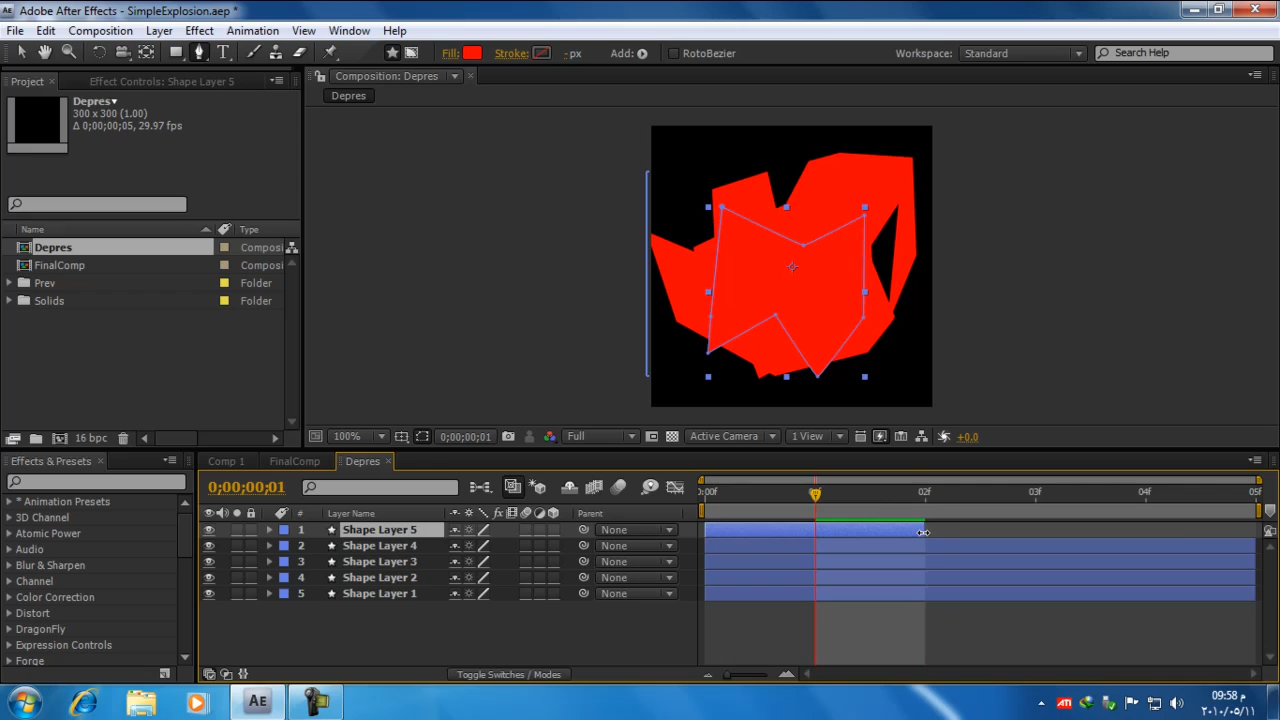 Adobe After Effects - SimpleExplosion.aep *
File Edit Composition Layer Effect Animation View Window Help
Fill: Stroke: - px Add: RotoBezier Workspace: Standard Search Help
Project Effect Controls: Shape Layer 5 Composition: Depres
Depres
Depres▾
300 x 300 (1.00)
Δ 0;00;00;05, 29.97 fps
Name Type
Depres Composi
FinalComp Composi
Prev Folder
Solids Folder
16 bpc 100% 0;00;00;01 Full Active Camera 1 View +0.0
Effects & Presets Comp 1 FinalComp Depres
0;00;00;01
:00f 01f 02f 03f 04f 05f
# Layer Name Parent
* Animation Presets
3D Channel
Atomic Power
Audio
Blur & Sharpen
Channel
Color Correction
Distort
DragonFly
Expression Controls
Forge
1 Shape Layer 5 None
2 Shape Layer 4 None
3 Shape Layer 3 None
4 Shape Layer 2 None
5 Shape Layer 1 None
Toggle Switches / Modes
Ae ATI
09:58 م
٢٠١٠/٠٥/١١